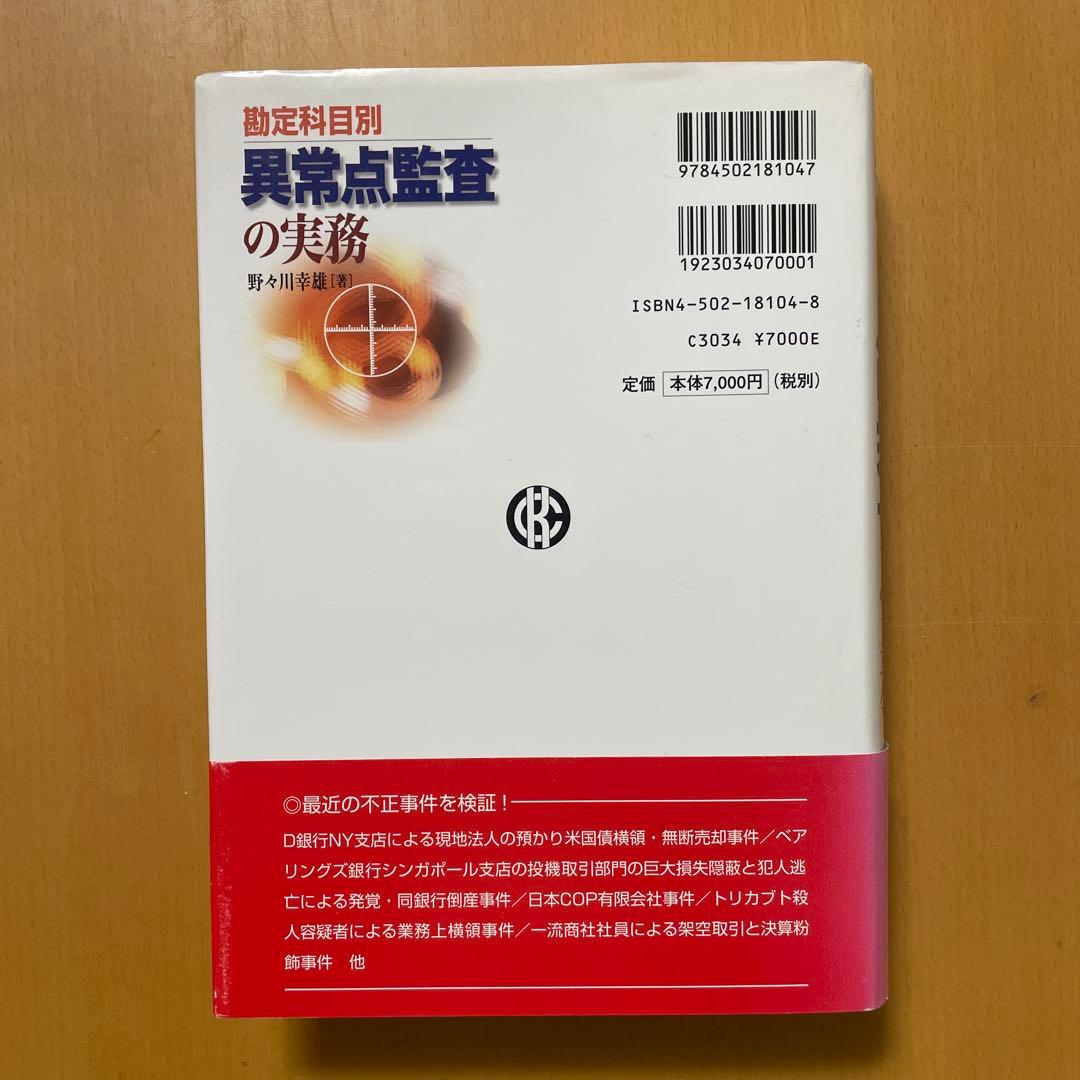 勘定科目別
異常点監査
の実務
野々川幸雄[著]
9784502181047
1923034070001
ISBN4-502-18104-8
C3034 ¥7000E
定価 本体7,000円(税別)
◎最近の不正事件を検証!
D銀行NY支店による現地法人の預かり米国債横領・無断売却事件/ベア
リングズ銀行シンガポール支店の投機取引部門の巨大損失隠蔽と犯人逃
亡による発覚・同銀行倒産事件/日本COP有限会社事件/トリカブト殺
人容疑者による業務上横領事件/一流商社社員による架空取引と決算粉
飾事件 他